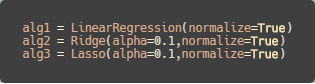 alg1 = LinearRegression(normalize=True)
alg2 = Ridge(alpha=0.1,normalize=True)
alg3 = Lasso(alpha=0.1,normalize=True)